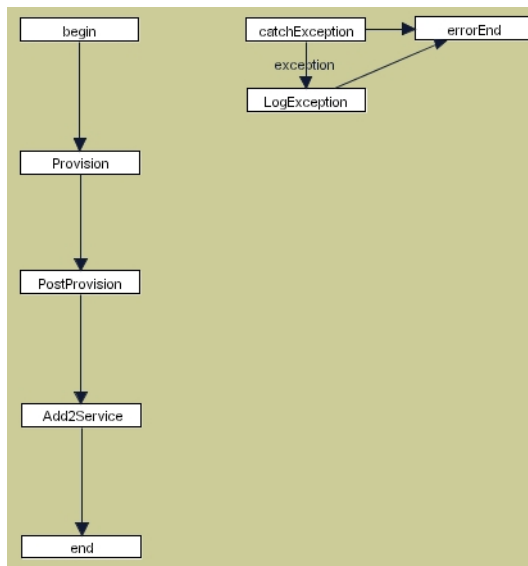 begin
catchException
errorEnd
exception
LogException
Provision
PostProvision
Add2Service
end